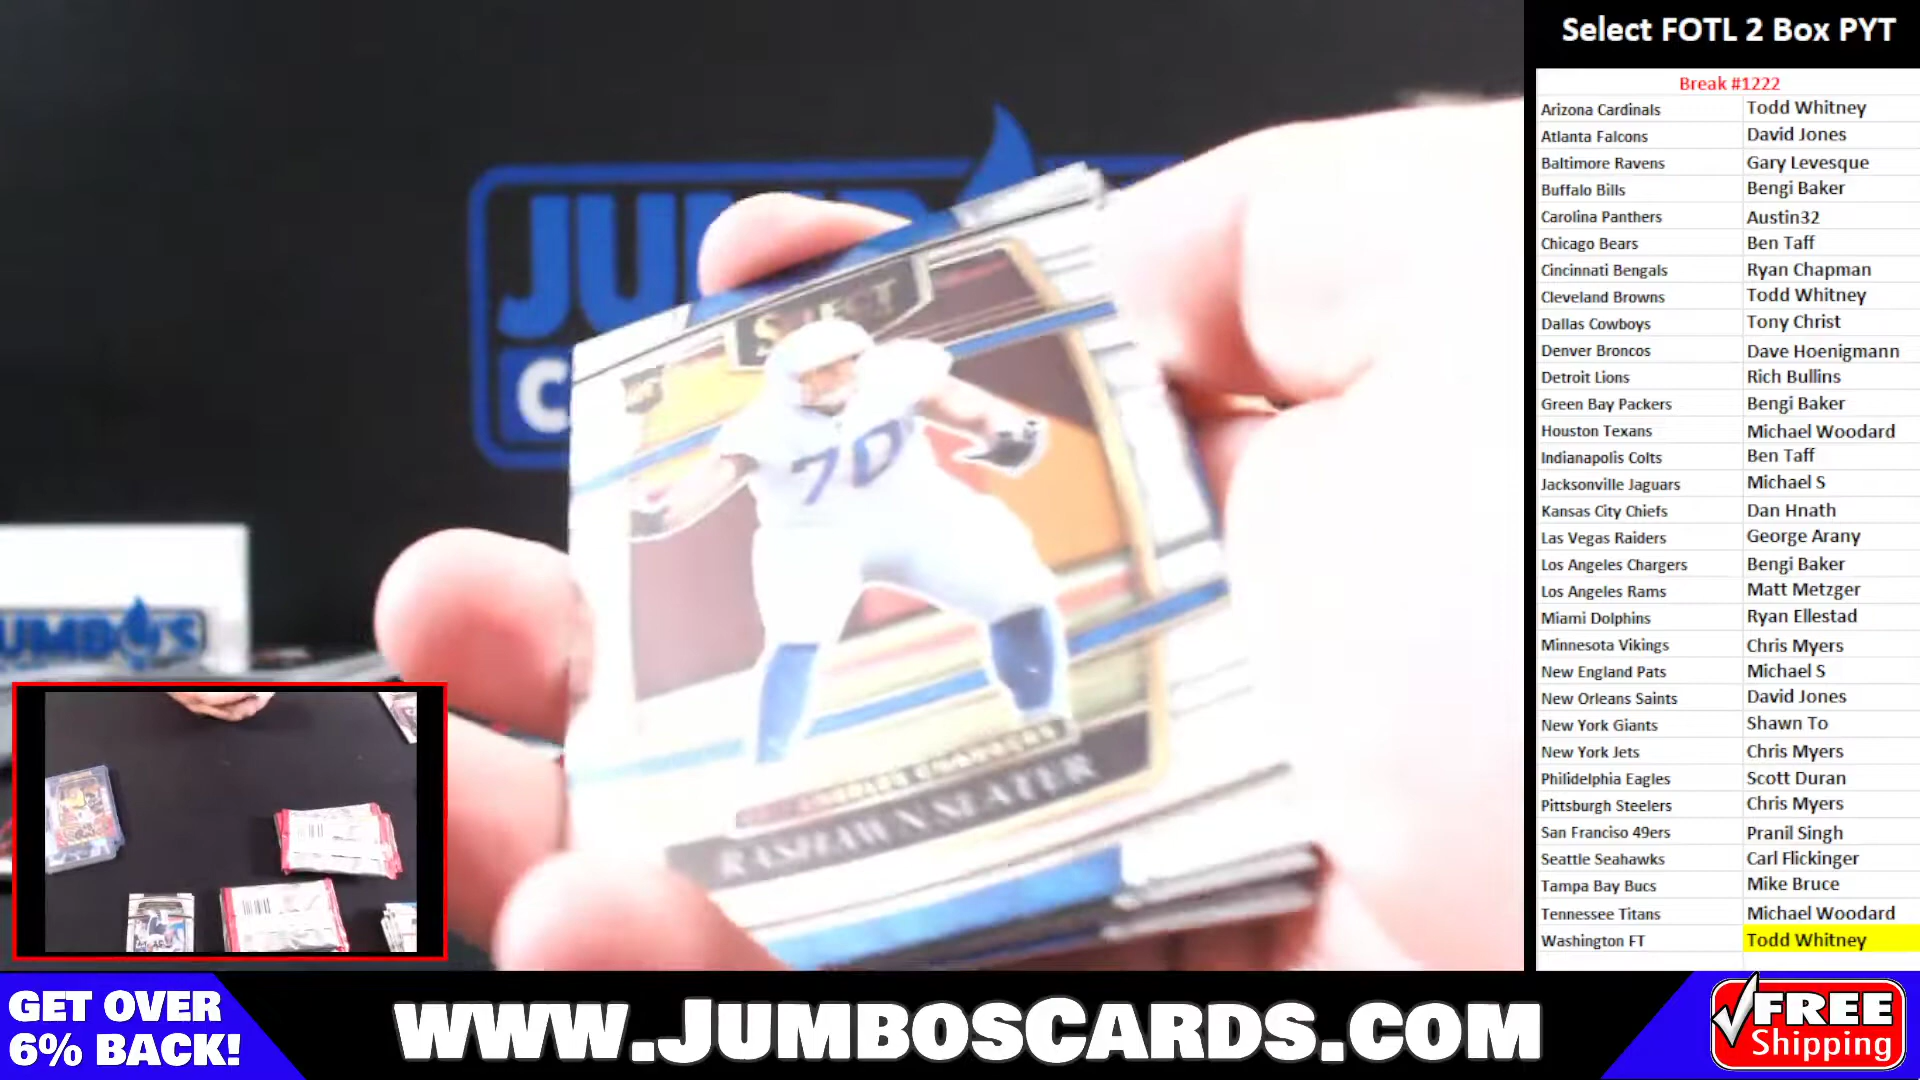 Select FOTL 2 Box PYT
Break #1222
Arizona Cardinals Todd Whitney
Atlanta Falcons David Jones
Baltimore Ravens Gary Levesque
Buffalo Bills Bengi Baker
Carolina Panthers Austin32
Chicago Bears Ben Taff
Cincinnati Bengals Ryan Chapman
Cleveland Browns Todd Whitney
Dallas Cowboys Tony Christ
Denver Broncos Dave Hoenigmann
Detroit Lions Rich Bullins
Green Bay Packers Bengi Baker
Houston Texans Michael Woodard
Indianapolis Colts Ben Taff
Jacksonville Jaguars Michael S
Kansas City Chiefs Dan Hnath
Las Vegas Raiders George Arany
Los Angeles Chargers Bengi Baker
Los Angeles Rams Matt Metzger
Miami Dolphins Ryan Ellestad
Minnesota Vikings Chris Myers
New England Pats Michael S
New Orleans Saints David Jones
New York Giants Shawn To
New York Jets Chris Myers
Philidelphia Eagles Scott Duran
Pittsburgh Steelers Chris Myers
San Franciso 49ers Pranil Singh
Seattle Seahawks Carl Flickinger
Tampa Bay Bucs Mike Bruce
Tennessee Titans Michael Woodard
Washington FT Todd Whitney
JUM
C
SELECT
70
RASHAWN SLATER
JUMBO'S
GET OVER
6% BACK!
WWW.JUMBOSCARDS.COM
FREE
Shipping